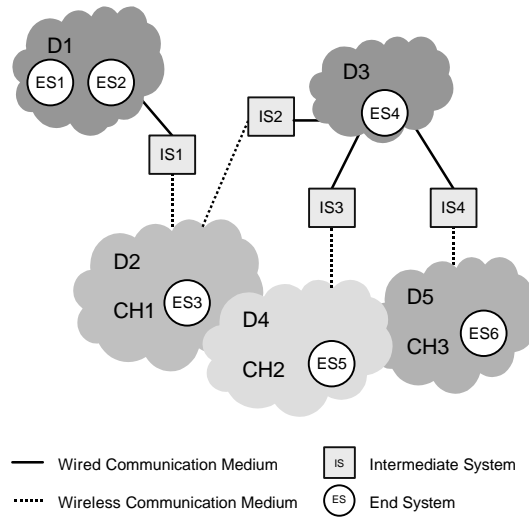 D1
ES1 ES2
D3
ES4
IS2
IS1
IS3
IS4
D2
CH1
ES3
D4
CH2
ES5
D5
CH3
ES6
Wired Communication Medium
IS Intermediate System
Wireless Communication Medium
ES End System